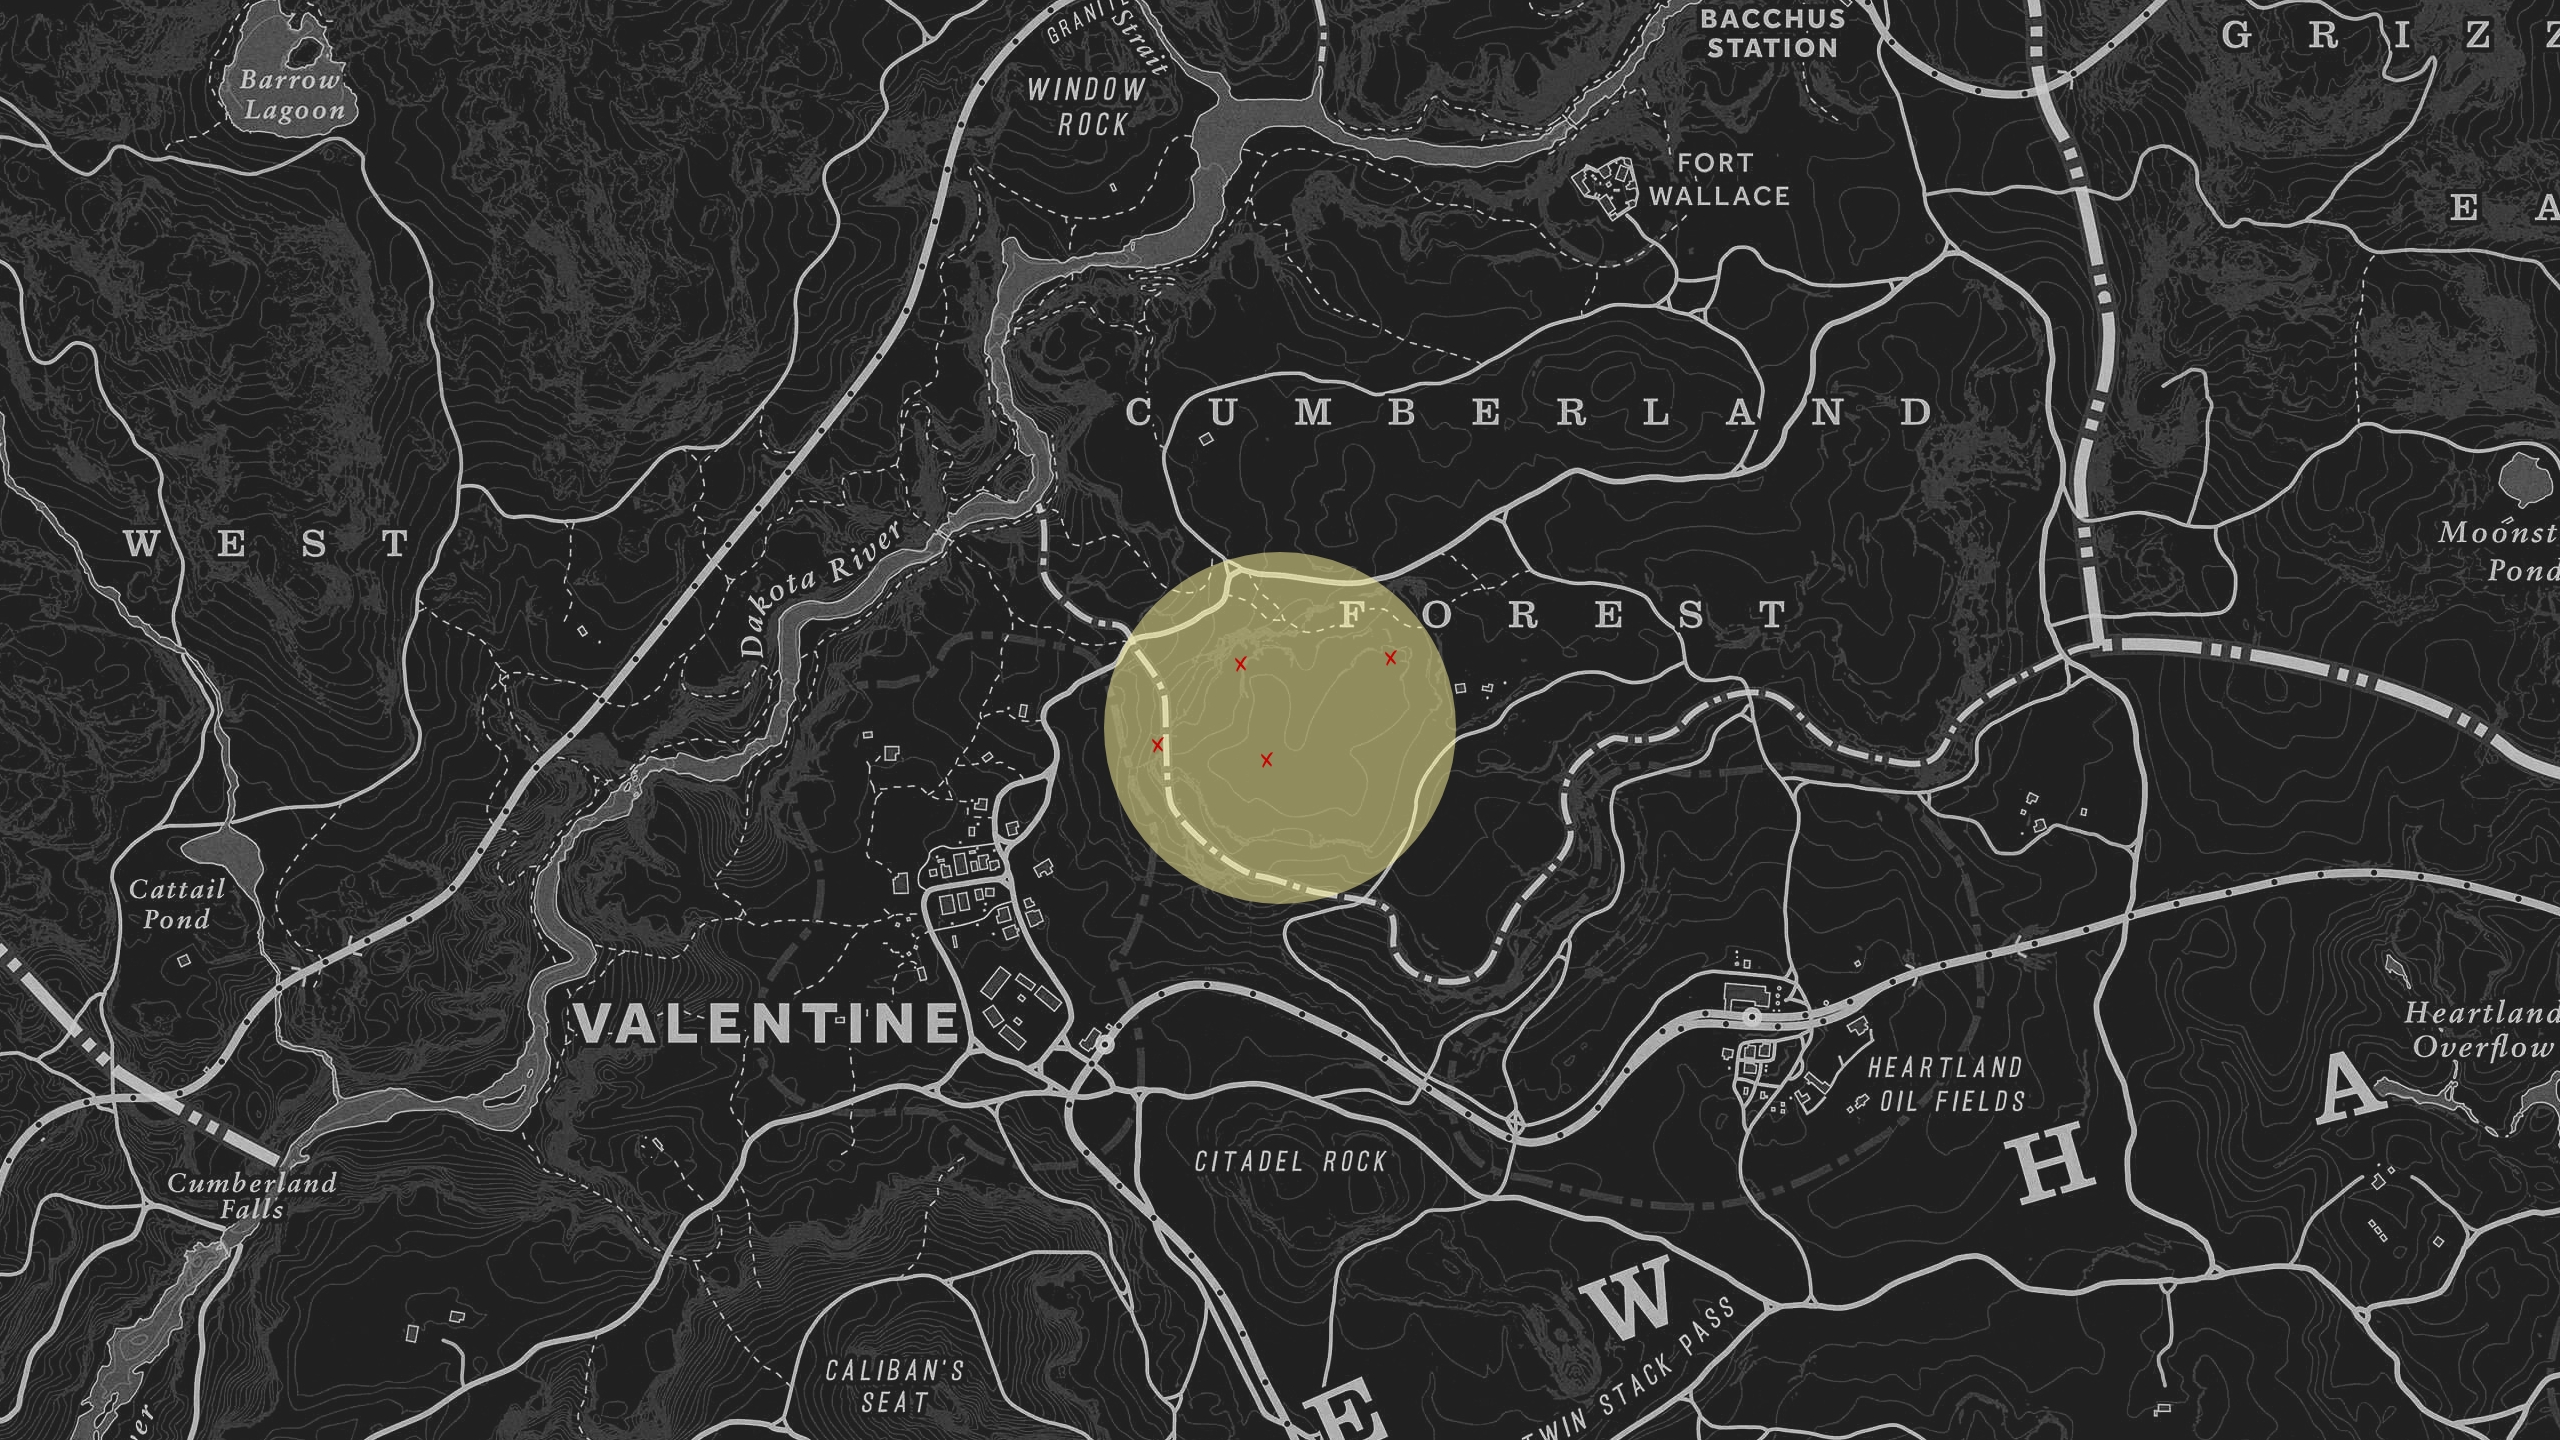 GRANITE
Strait
BACCHUS
STATION
G R I Z Z
Barrow
Lagoon
WINDOW
ROCK
FORT
WALLACE
E A
C U M B E R L A N D
W E S T
Dakota River
Moonst
Pond
F O R E S T
Cattail
Pond
VALENTINE
Heartland
Overflow
HEARTLAND
OIL FIELDS
A
H
CITADEL ROCK
Cumberland
Falls
W
TWIN STACK PASS
CALIBAN'S
SEAT
E
ver